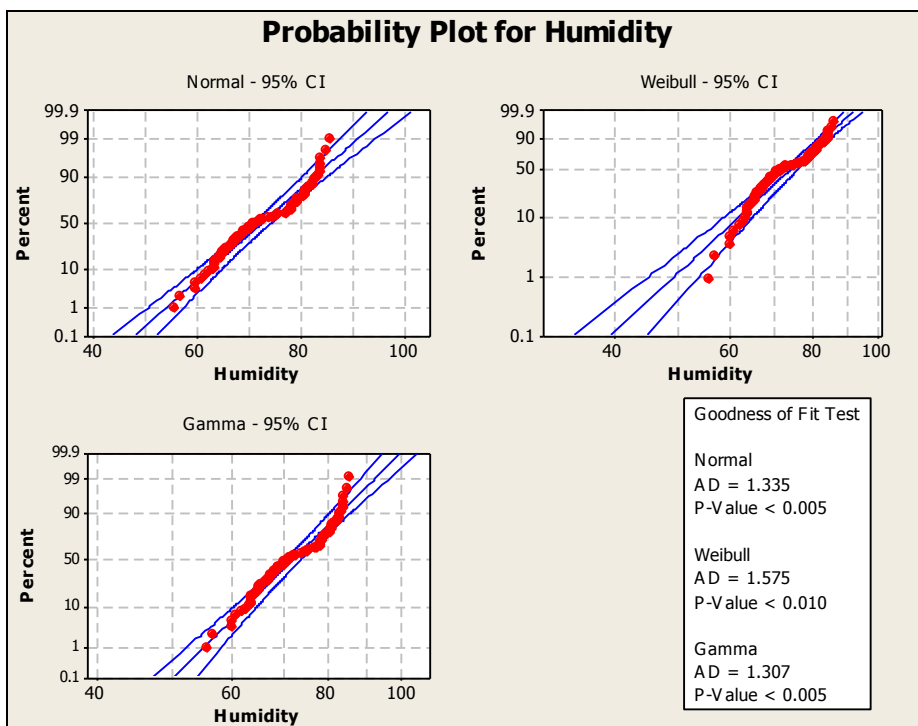 Probability Plot for Humidity
Normal - 95% CI
99.9
99
90
50
10
1
0.1
Percent
40 60 80 100
Humidity
Weibull - 95% CI
99.9
90
50
10
1
0.1
Percent
40 60 80 100
Humidity
Gamma - 95% CI
99.9
99
90
50
10
1
0.1
Percent
40 60 80 100
Humidity
Goodness of Fit Test
Normal
AD = 1.335
P-Value < 0.005
Weibull
AD = 1.575
P-Value < 0.010
Gamma
AD = 1.307
P-Value < 0.005